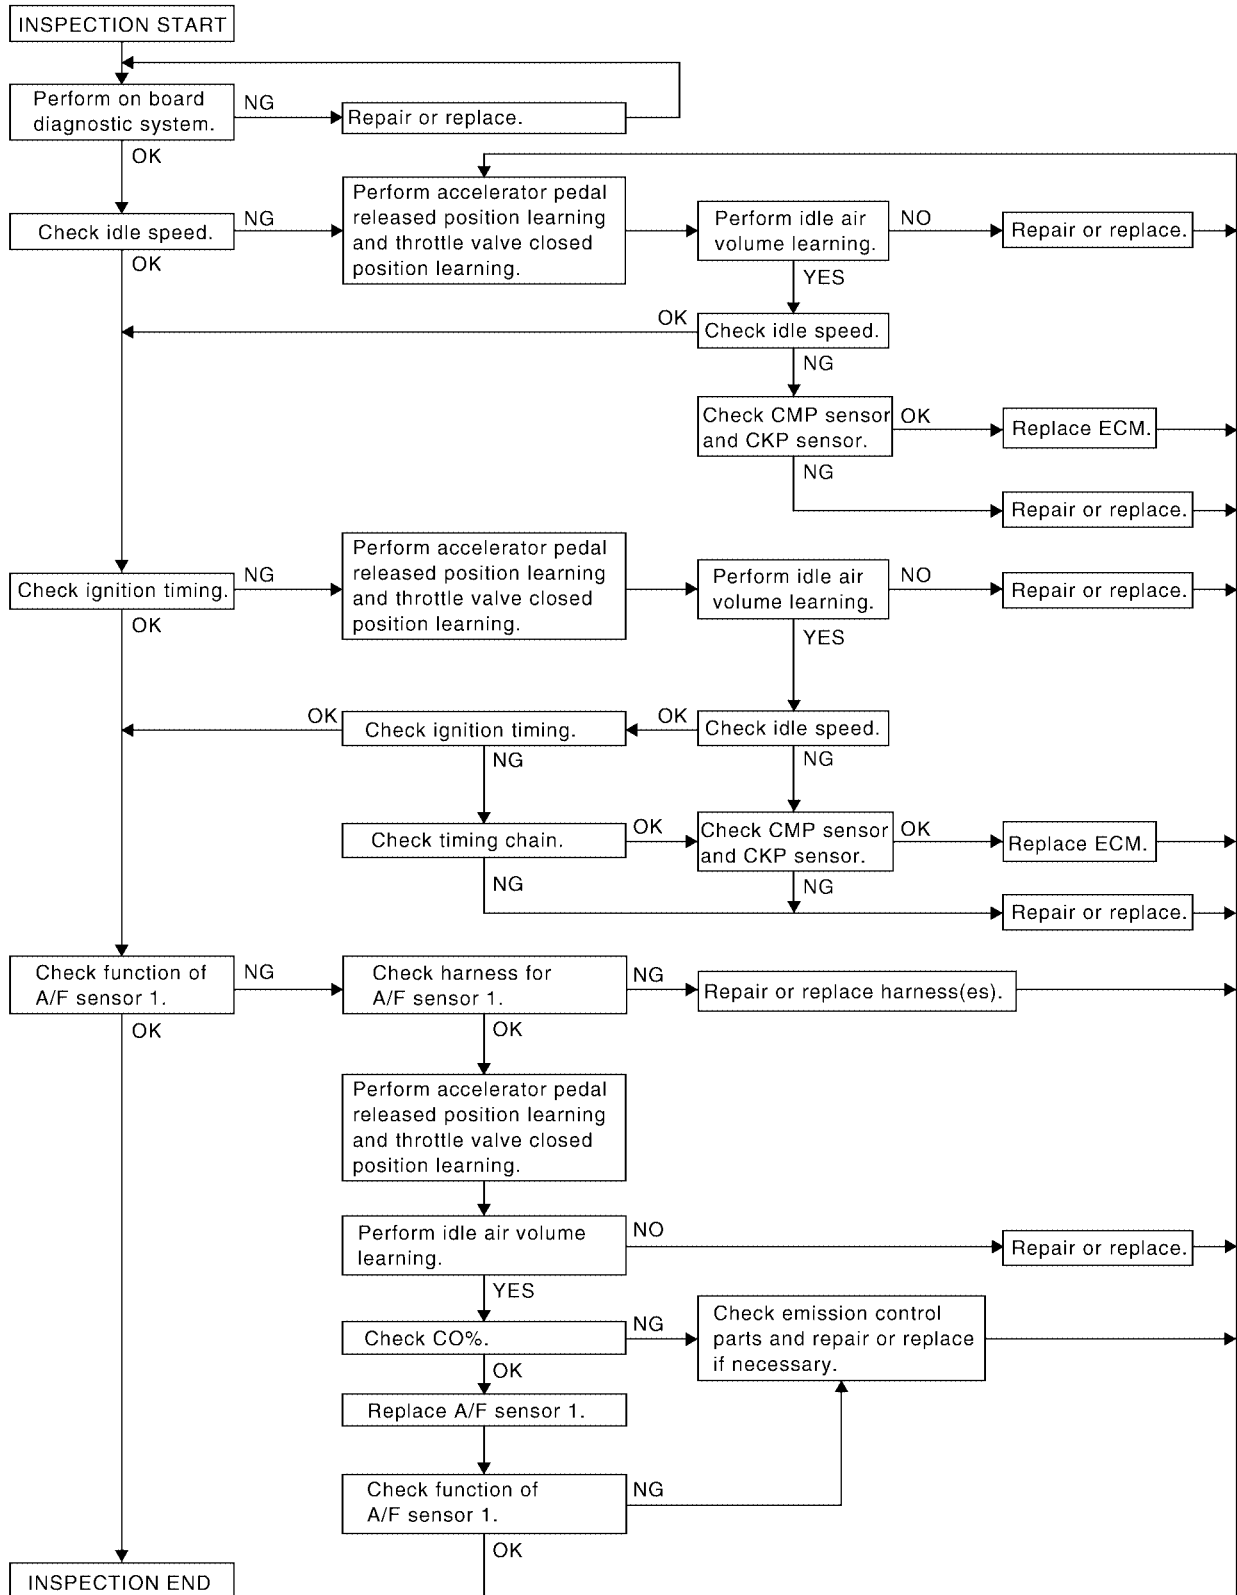 INSPECTION START
Perform on board
diagnostic system.
NG
Repair or replace.
OK
Check idle speed.
NG
Perform accelerator pedal
released position learning
and throttle valve closed
position learning.
Perform idle air
volume learning.
NO
Repair or replace.
OK
YES
OK
Check idle speed.
NG
Check CMP sensor
and CKP sensor.
OK
Replace ECM.
NG
Repair or replace.
Check ignition timing.
NG
Perform accelerator pedal
released position learning
and throttle valve closed
position learning.
Perform idle air
volume learning.
NO
Repair or replace.
OK
YES
OK
Check ignition timing.
OK
Check idle speed.
NG
NG
Check timing chain.
OK
Check CMP sensor
and CKP sensor.
OK
Replace ECM.
NG
NG
Repair or replace.
Check function of
A/F sensor 1.
NG
Check harness for
A/F sensor 1.
NG
Repair or replace harness(es).
OK
OK
Perform accelerator pedal
released position learning
and throttle valve closed
position learning.
Perform idle air volume
learning.
NO
Repair or replace.
YES
Check CO%.
NG
Check emission control
parts and repair or replace
if necessary.
OK
Replace A/F sensor 1.
Check function of
A/F sensor 1.
NG
OK
INSPECTION END